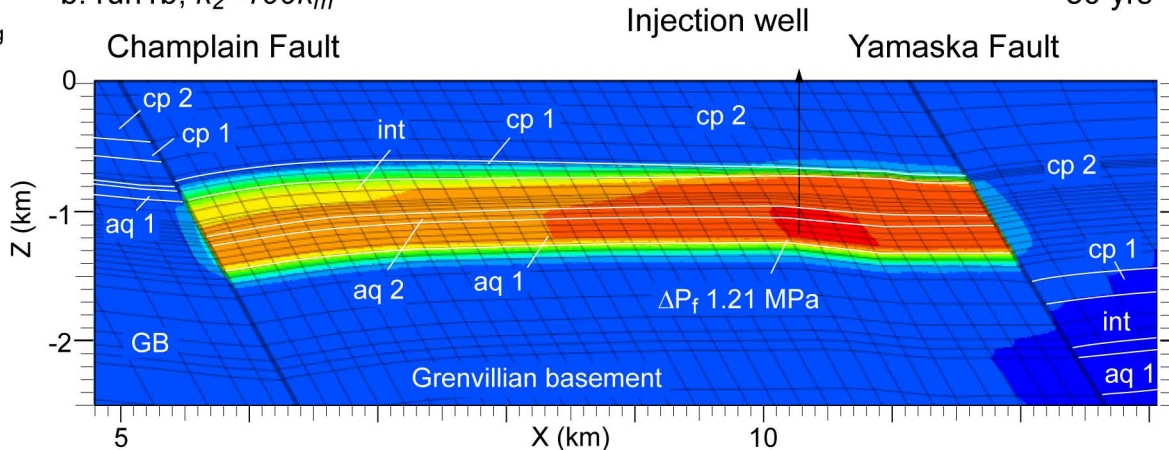 Injection well
Champlain Fault
Yamaska Fault
0
cp 2
cp 1
int
cp 1
cp 2
cp 2
Z (km)
-1
aq 1
aq 2
aq 1
ΔPf 1.21 MPa
cp 1
int
aq 1
-2
GB
Grenvillian basement
5
X (km)
10